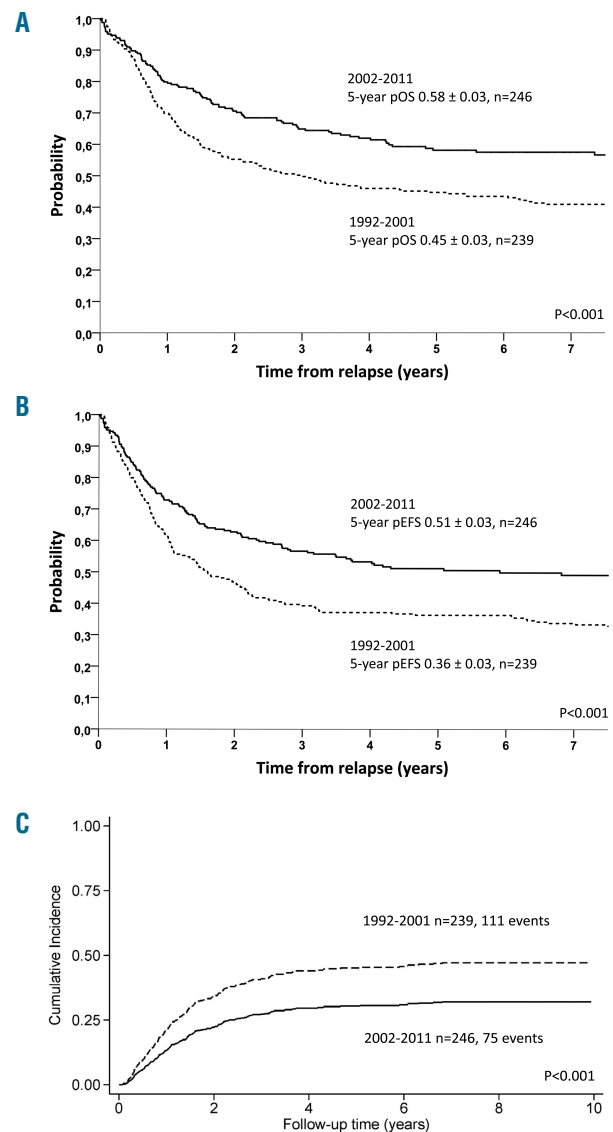 A
1,0
0,9
0,8
0,7
0,6
0,5
0,4
0,3
0,2
0,1
0,0
Probability
2002-2011
5-year pOS 0.58 ± 0.03, n=246
1992-2001
5-year pOS 0.45 ± 0.03, n=239
P<0.001
0 1 2 3 4 5 6 7
Time from relapse (years)
B
1,0
0,9
0,8
0,7
0,6
0,5
0,4
0,3
0,2
0,1
0,0
Probability
2002-2011
5-year pEFS 0.51 ± 0.03, n=246
1992-2001
5-year pEFS 0.36 ± 0.03, n=239
P<0.001
0 1 2 3 4 5 6 7
Time from relapse (years)
C
1.00
0.75
0.50
0.25
0.00
Cumulative Incidence
1992-2001 n=239, 111 events
2002-2011 n=246, 75 events
P<0.001
0 2 4 6 8 10
Follow-up time (years)